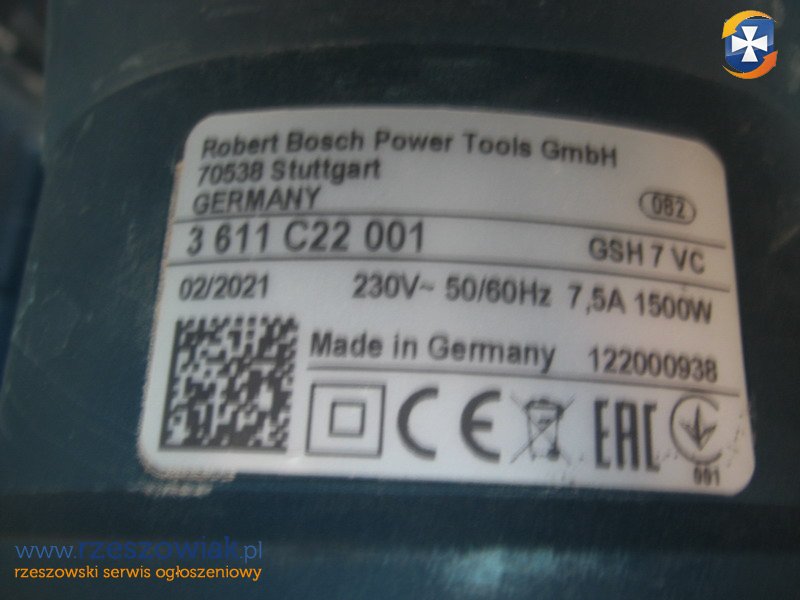 Robert Bosch Power Tools GmbH
70538 Stuttgart
GERMANY
082
3 611 C22 001 GSH 7 VC
02/2021 230V~ 50/60Hz 7,5A 1500W
Made in Germany 122000938
CE EAC
001
www.rzeszowiak.pl
rzeszowski serwis ogłoszeniowy